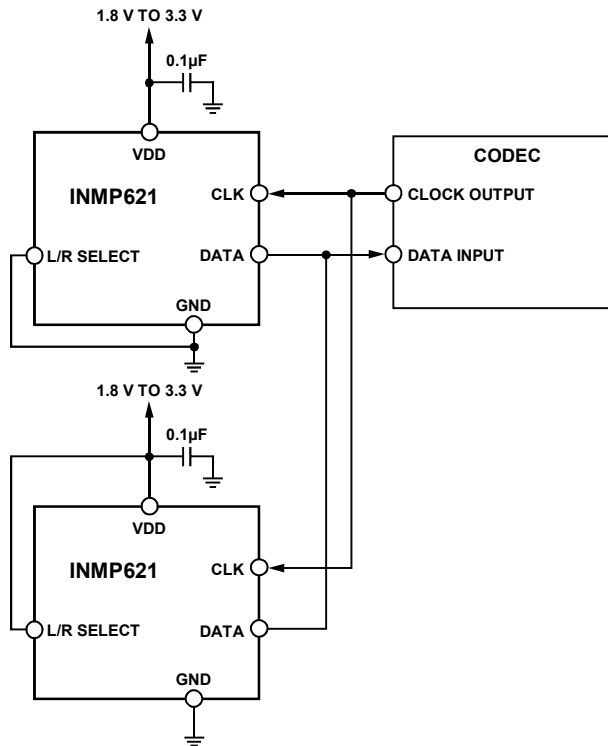 1.8 V TO 3.3 V
0.1µF
VDD
INMP621
CLK
L/R SELECT
DATA
GND
CODEC
CLOCK OUTPUT
DATA INPUT
1.8 V TO 3.3 V
0.1µF
VDD
INMP621
CLK
L/R SELECT
DATA
GND